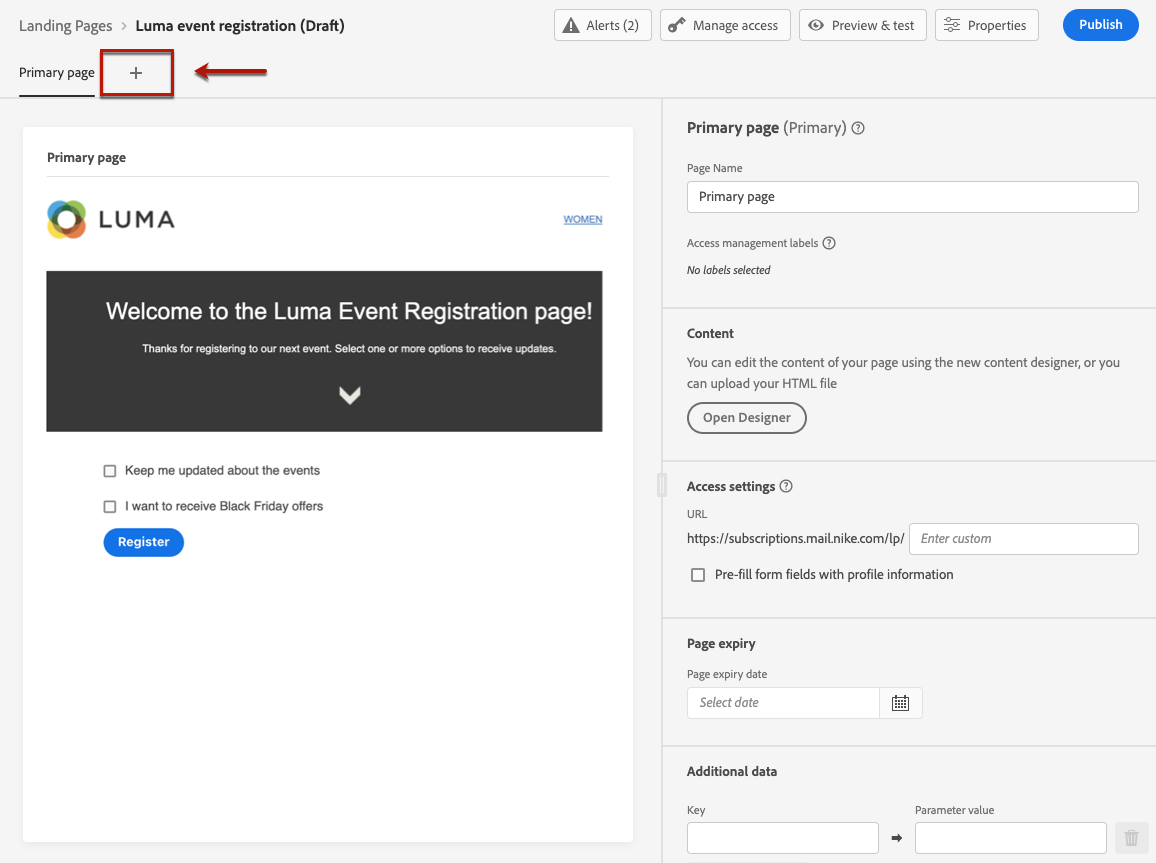 Landing Pages > Luma event registration (Draft)
Alerts (2)
Manage access
Preview & test
Properties
Publish
Primary page
+
Primary page
LUMA
WOMEN
Welcome to the Luma Event Registration page!
Thanks for registering to our next event. Select one or more options to receive updates.
Keep me updated about the events
I want to receive Black Friday offers
Register
Primary page (Primary)
Page Name
Primary page
Access management labels
No labels selected
Content
You can edit the content of your page using the new content designer, or you
can upload your HTML file
Open Designer
Access settings
URL
https://subscriptions.mail.nike.com/lp/ Enter custom
Pre-fill form fields with profile information
Page expiry
Page expiry date
Select date
Additional data
Key
Parameter value